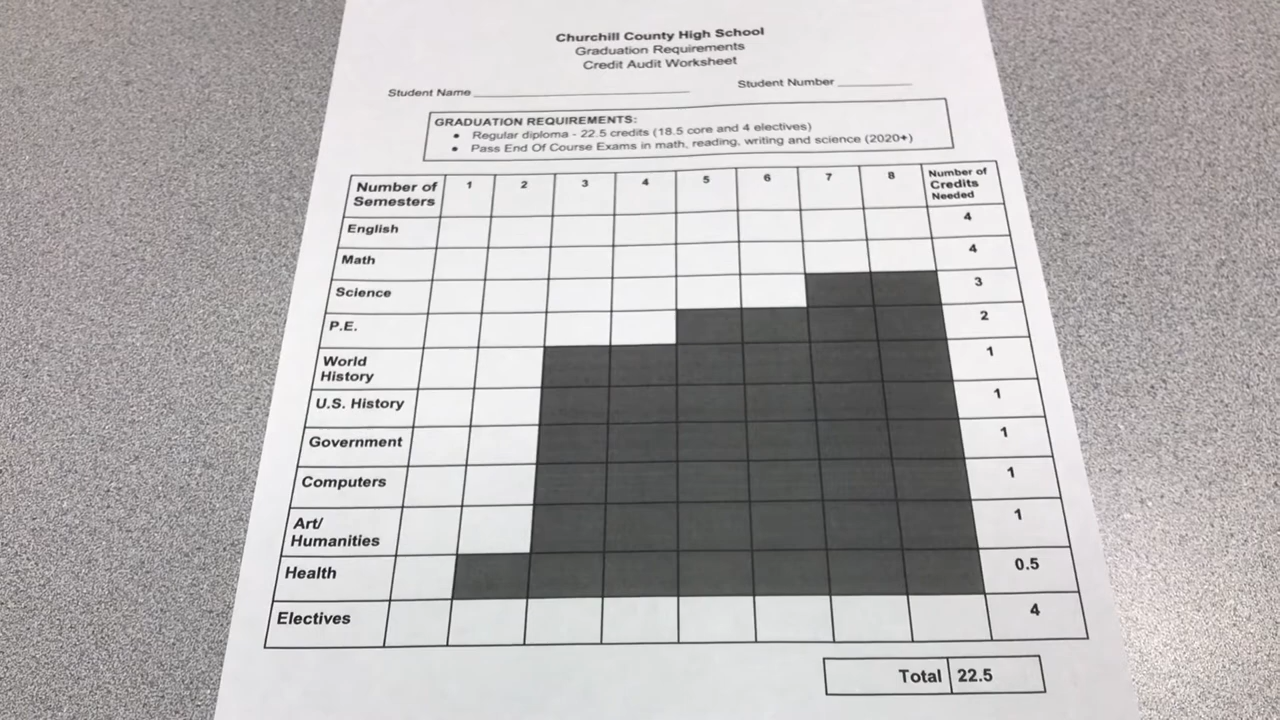 Churchill County High School
Graduation Requirements
Credit Audit Worksheet
Student Name ____________________ Student Number __________
GRADUATION REQUIREMENTS:
• Regular diploma - 22.5 credits (18.5 core and 4 electives)
• Pass End Of Course Exams in math, reading, writing and science (2020+)
Number of Semesters 1 2 3 4 5 6 7 8 Number of Credits Needed
English 4
Math 4
Science 3
P.E. 2
World History 1
U.S. History 1
Government 1
Computers 1
Art/ Humanities 1
Health 0.5
Electives 4
Total 22.5